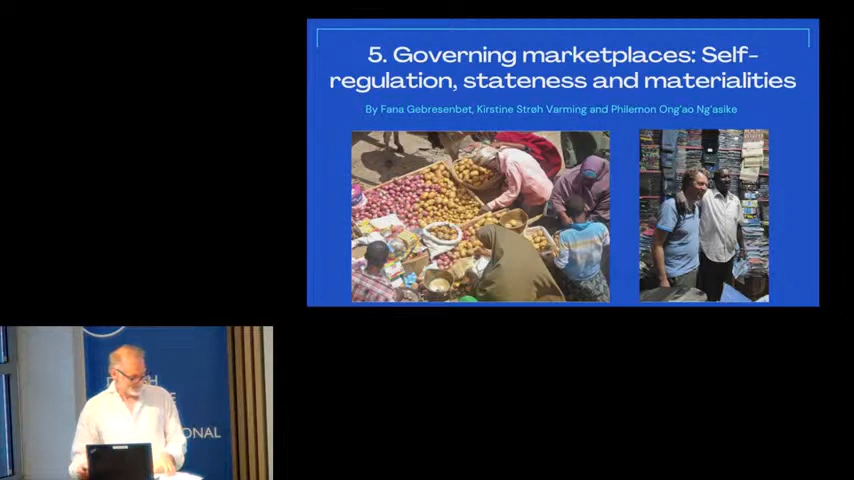 5. Governing marketplaces: Self-
regulation, stateness and materialities
By Fana Gebresenbet, Kirstine Strøh Varming and Philemon Ong'ao Ng'asike
ONAL